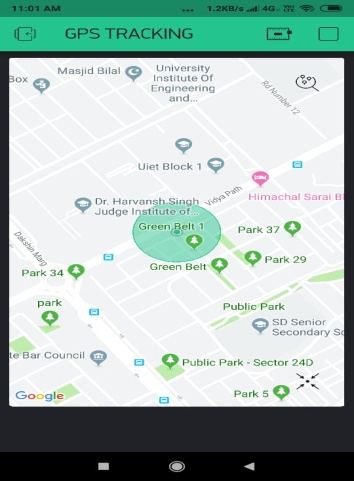 11:01 AM
... 1.2KB/s 4G
GPS TRACKING
Box
Masjid Bilal
University
Institute Of
Engineering
and...
Rd Number 12
Uiet Block 1
Vidya Path
Himachal Sarai Bl
Dr. Harvansh Singh
Judge Institute of...
Green Belt 1
Park 37
Dakshin Marg
Park 34
Green Belt
Park 29
park
Public Park
SD Senior
Secondary Sc
te Bar Council
Public Park - Sector 24D
Park 5
Google